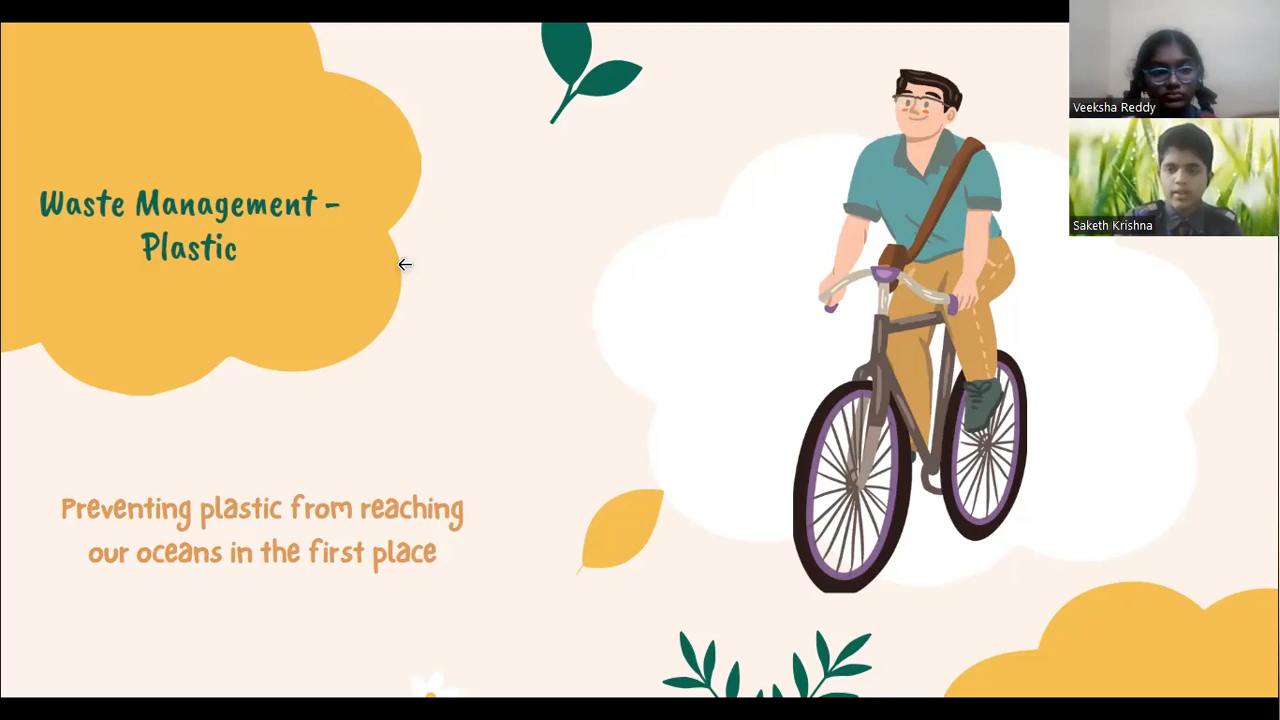 Waste Management -
Plastic
Preventing plastic from reaching
our oceans in the first place
Veeksha Reddy
Saketh Krishna